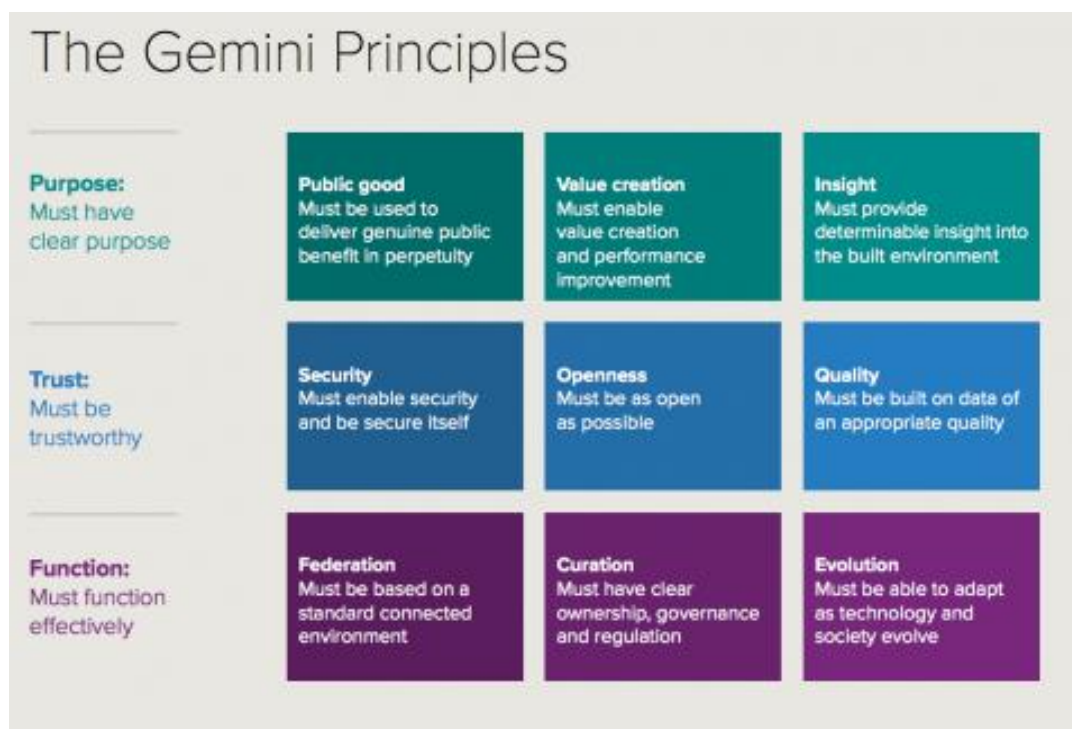 The Gemini Principles
Purpose:
Must have
clear purpose
Public good
Must be used to
deliver genuine public
benefit in perpetuity
Value creation
Must enable
value creation
and performance
improvement
Insight
Must provide
determinable insight into
the built environment
Trust:
Must be
trustworthy
Security
Must enable security
and be secure itself
Openness
Must be as open
as possible
Quality
Must be built on data of
an appropriate quality
Function:
Must function
effectively
Federation
Must be based on a
standard connected
environment
Curation
Must have clear
ownership, governance
and regulation
Evolution
Must be able to adapt
as technology and
society evolve